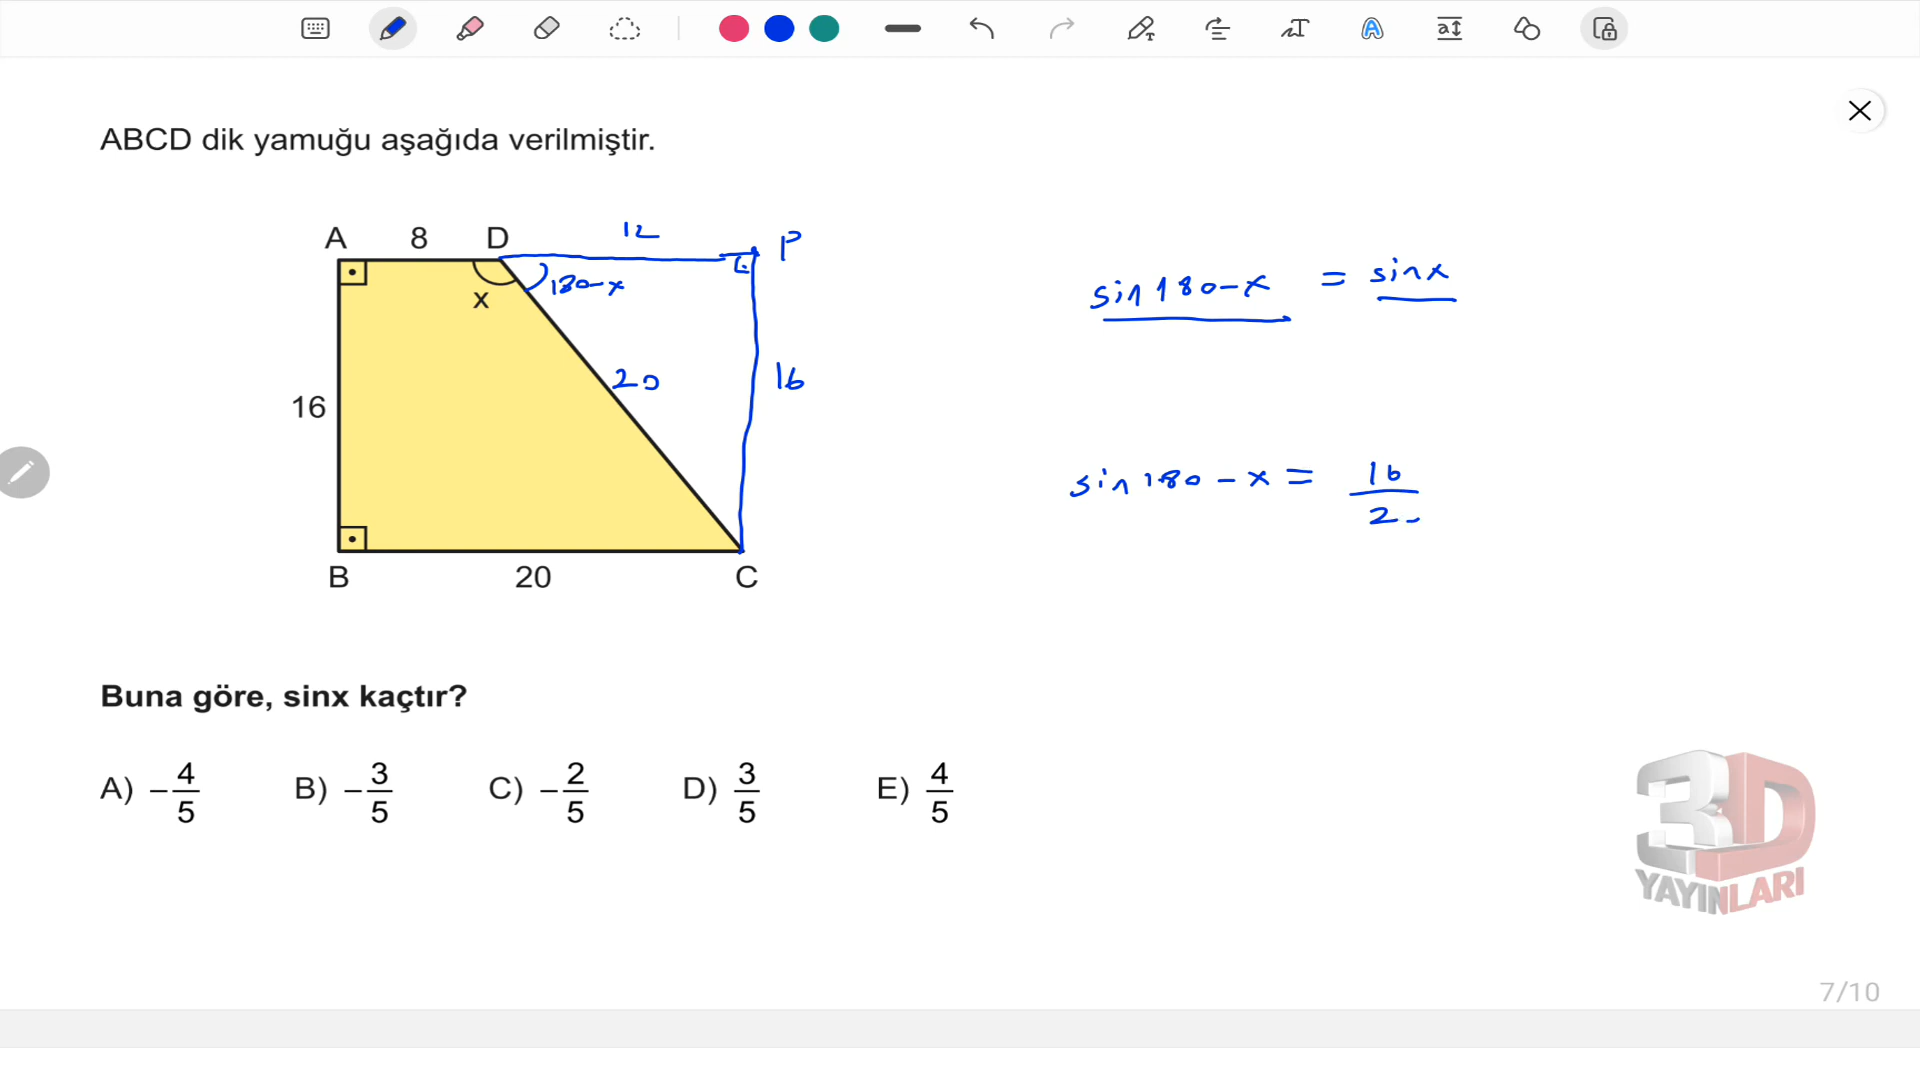 ABCD dik yamuğu aşağıda verilmiştir.
A 8 D 12 P
x 180-x
sin 180-x = sinx
16 20 16
sin 180-x = 16/20
B 20 C
Buna göre, sinx kaçtır?
A) -4/5 B) -3/5 C) -2/5 D) 3/5 E) 4/5
3D
YAYINLARI
7/10